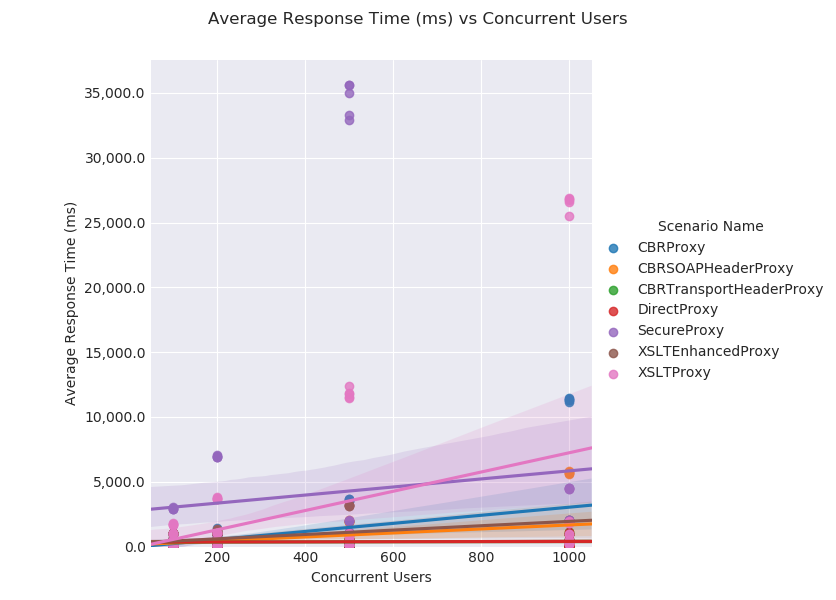 Average Response Time (ms) vs Concurrent Users
35,000.0
30,000.0
25,000.0
20,000.0
15,000.0
10,000.0
5,000.0
0.0
Average Response Time (ms)
200
400
600
800
1000
Concurrent Users
Scenario Name
CBRProxy
CBRSOAPHeaderProxy
CBRTransportHeaderProxy
DirectProxy
SecureProxy
XSLTEnhancedProxy
XSLTProxy